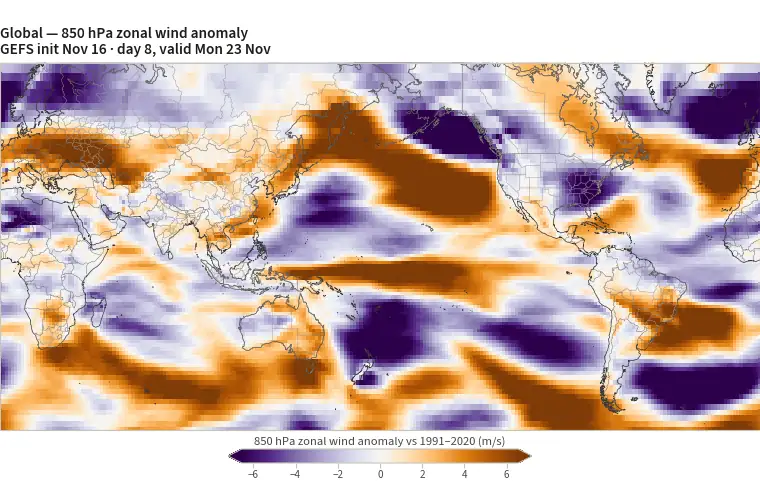 Global — 850 hPa zonal wind anomaly
GEFS init Nov 16 · day 8, valid Mon 23 Nov
850 hPa zonal wind anomaly vs 1991–2020 (m/s)
−6 −4 −2 0 2 4 6